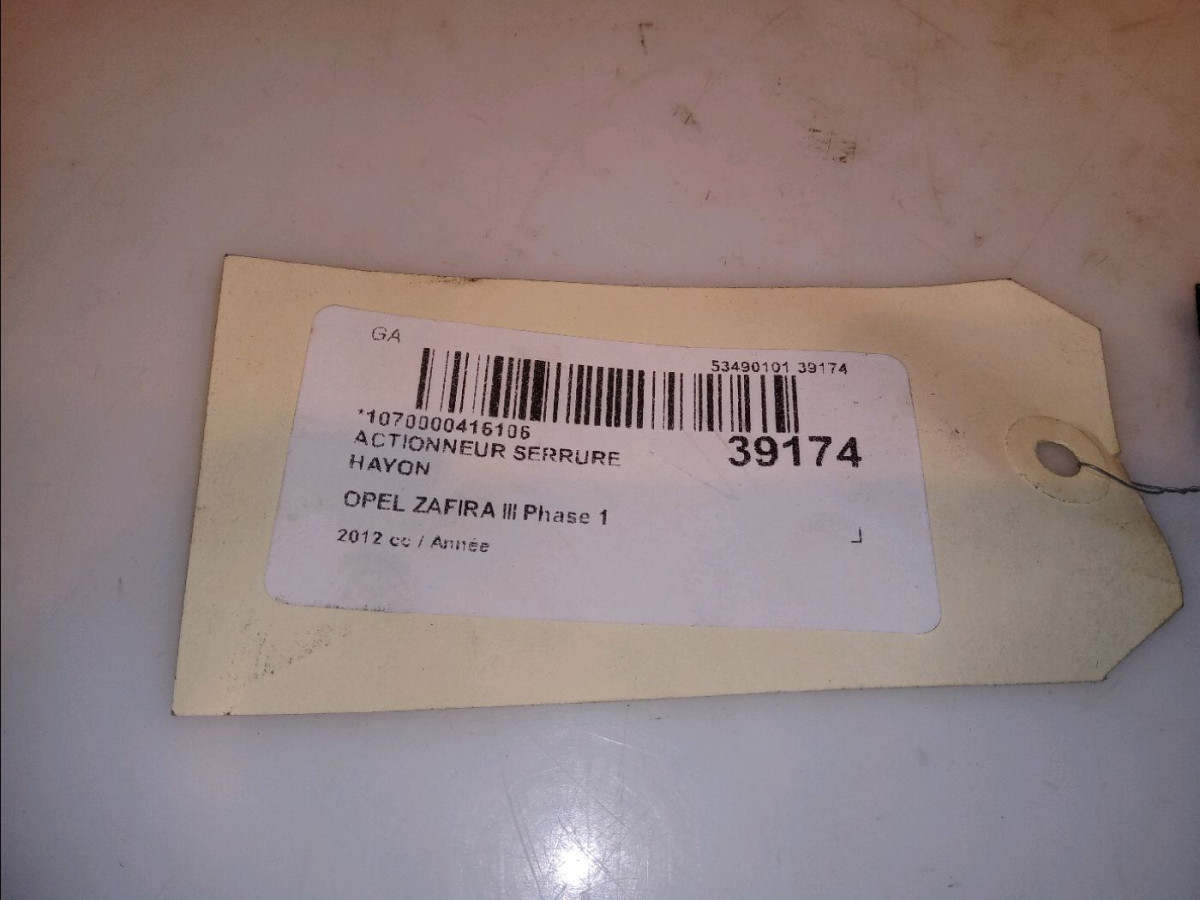 GA
53490101 39174
*1070000416106
39174
ACTIONNEUR SERRURE
HAYON
OPEL ZAFIRA III Phase 1
2012 cc / Année